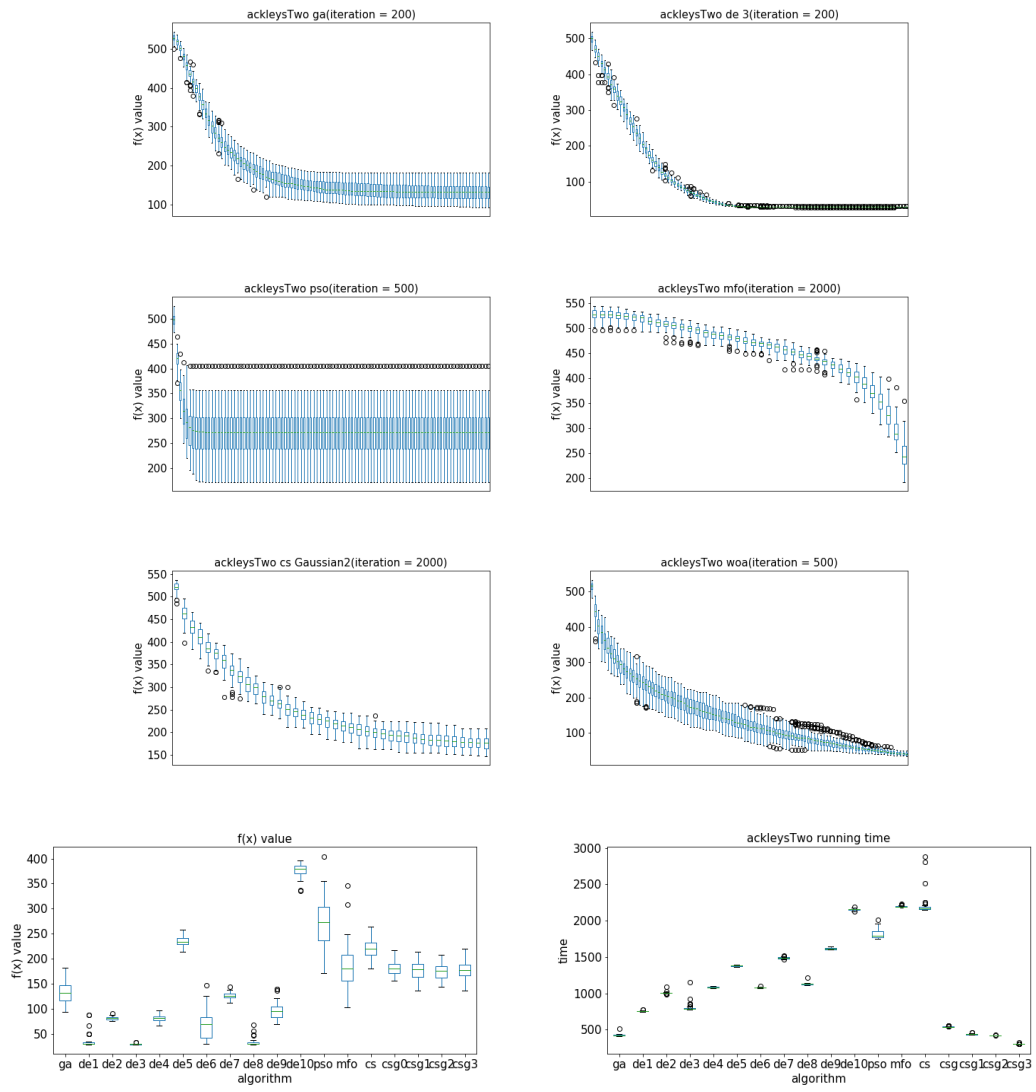 ackleysTwo ga(iteration = 200)
f(x) value
500
400
300
200
100
ackleysTwo de 3(iteration = 200)
f(x) value
500
400
300
200
100
ackleysTwo pso(iteration = 500)
f(x) value
500
450
400
350
300
250
200
ackleysTwo mfo(iteration = 2000)
f(x) value
550
500
450
400
350
300
250
200
ackleysTwo cs Gaussian2(iteration = 2000)
f(x) value
550
500
450
400
350
300
250
200
150
ackleysTwo woa(iteration = 500)
f(x) value
500
400
300
200
100
f(x) value
f(x) value
400
350
300
250
200
150
100
50
ga de1 de2 de3 de4 de5 de6 de7 de8 de9 de10 pso mfo cs csg0 csg1 csg2 csg3
algorithm
ackleysTwo running time
time
3000
2500
2000
1500
1000
500
ga de1 de2 de3 de4 de5 de6 de7 de8 de9 de10 pso mfo cs csg csg1 csg2 csg3
algorithm